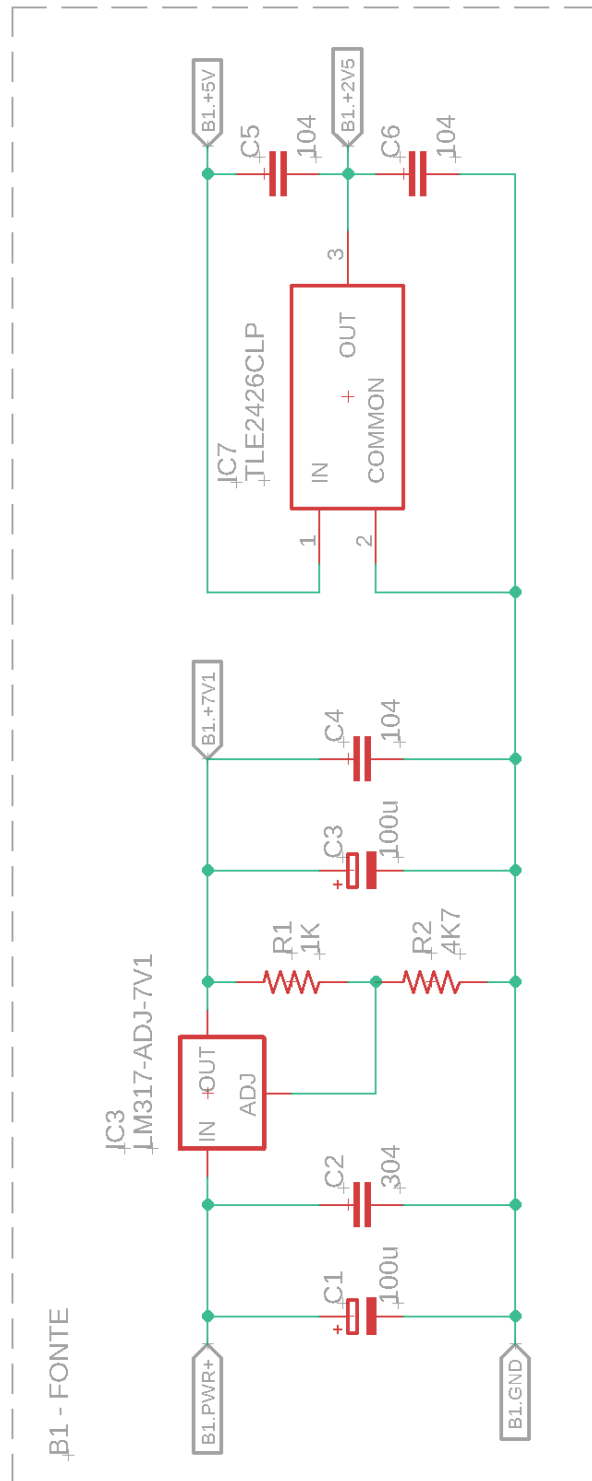 B1 - FONTE
B1.PWR+
B1.GND
C1
100u
C2
304
IC3
LM317-ADJ-7V1
IN
OUT
ADJ
R1
1K
R2
4K7
C3
100u
C4
104
B1.+7V1
IC7
TLE2426CLP
IN
OUT
COMMON
1
2
3
C5
104
C6
104
B1.+5V
B1.+2V5